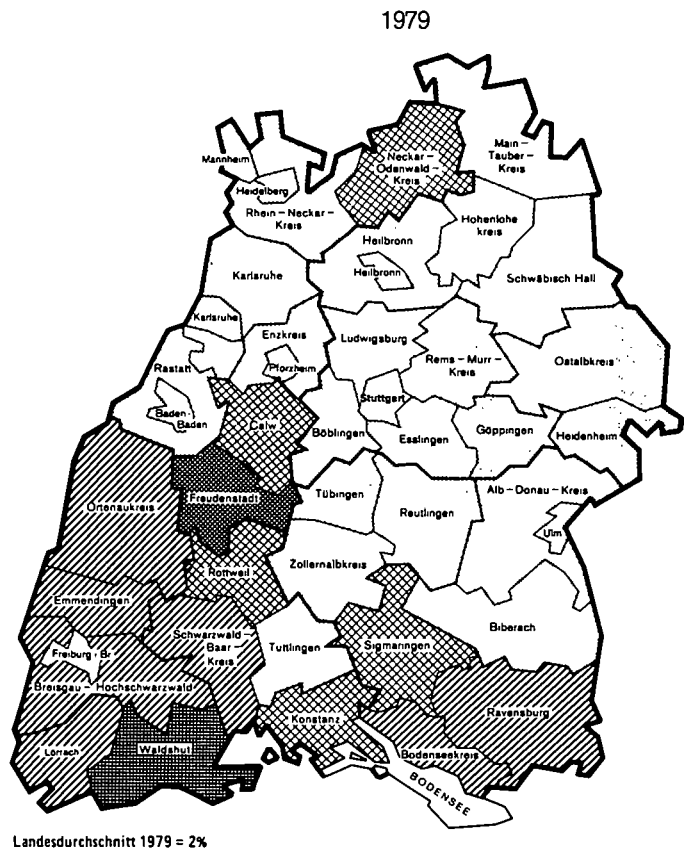 1979
Main –
Tauber –
Kreis
Mannheim
Neckar –
Odenwald –
Kreis
Heidelberg
Rhein – Neckar –
Kreis
Hohenlohe
kreis
Heilbronn
Heilbronn
Karlsruhe
Schwäbisch Hall
Karlsruhe
Enzkreis
Ludwigsburg
Rems – Murr –
Kreis
Ostalbkreis
Rastatt
Pforzheim
Stuttgart
Baden –
Baden
Calw
Böblingen
Esslingen
Göppingen
Heidenheim
Ortenaukreis
Freudenstadt
Tübingen
Reutlingen
Alb – Donau – Kreis
Ulm
Rottweil
Zollernalbkreis
Emmendingen
Schwarzwald –
Baar –
Kreis
Tuttlingen
Sigmaringen
Biberach
Freiburg Br
Breisgau – Hochschwarzwald
Konstanz
Ravensburg
Lörrach
Waldshut
Bodenseekreis
BODENSEE
Landesdurchschnitt 1979 = 2%